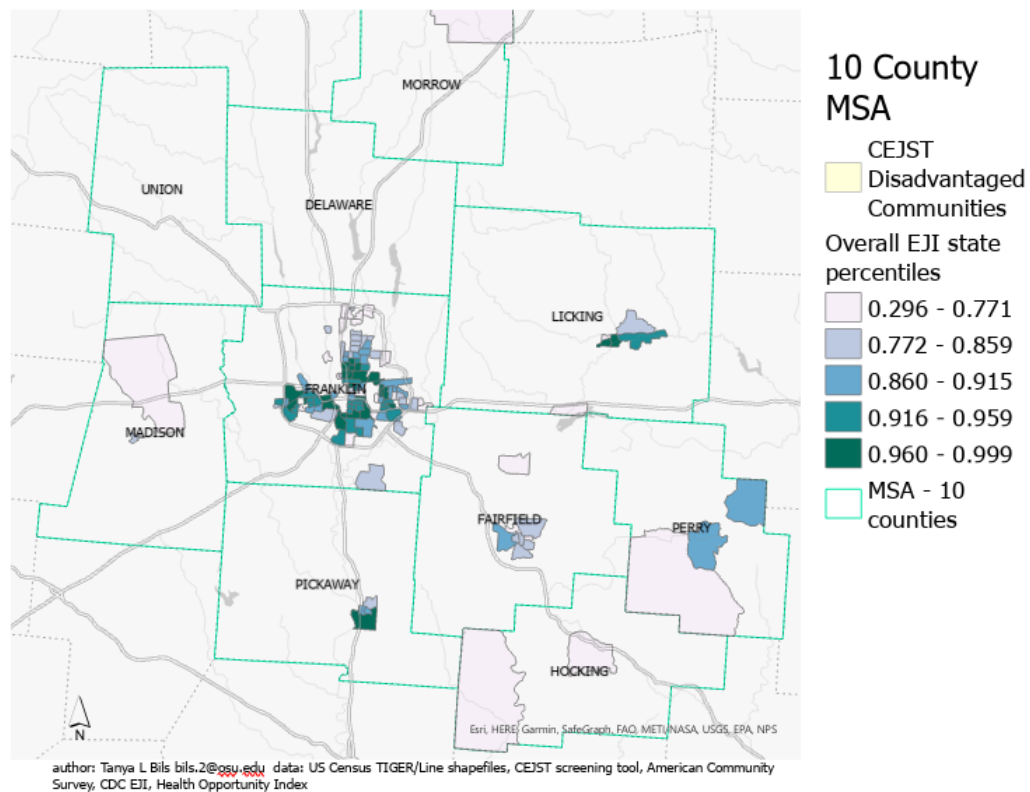 MORROW
UNION
DELAWARE
LICKING
FRANKLIN
MADISON
FAIRFIELD
PERRY
PICKAWAY
HOCKING
N
Esri, HERE, Garmin, SafeGraph, FAO, METI/NASA, USGS, EPA, NPS
10 County
MSA
CEJST
Disadvantaged
Communities
Overall EJI state
percentiles
0.296 - 0.771
0.772 - 0.859
0.860 - 0.915
0.916 - 0.959
0.960 - 0.999
MSA - 10
counties
author: Tanya L Bils bils.2@osu.edu data: US Census TIGER/Line shapefiles, CEJST screening tool, American Community
Survey, CDC EJI, Health Opportunity Index